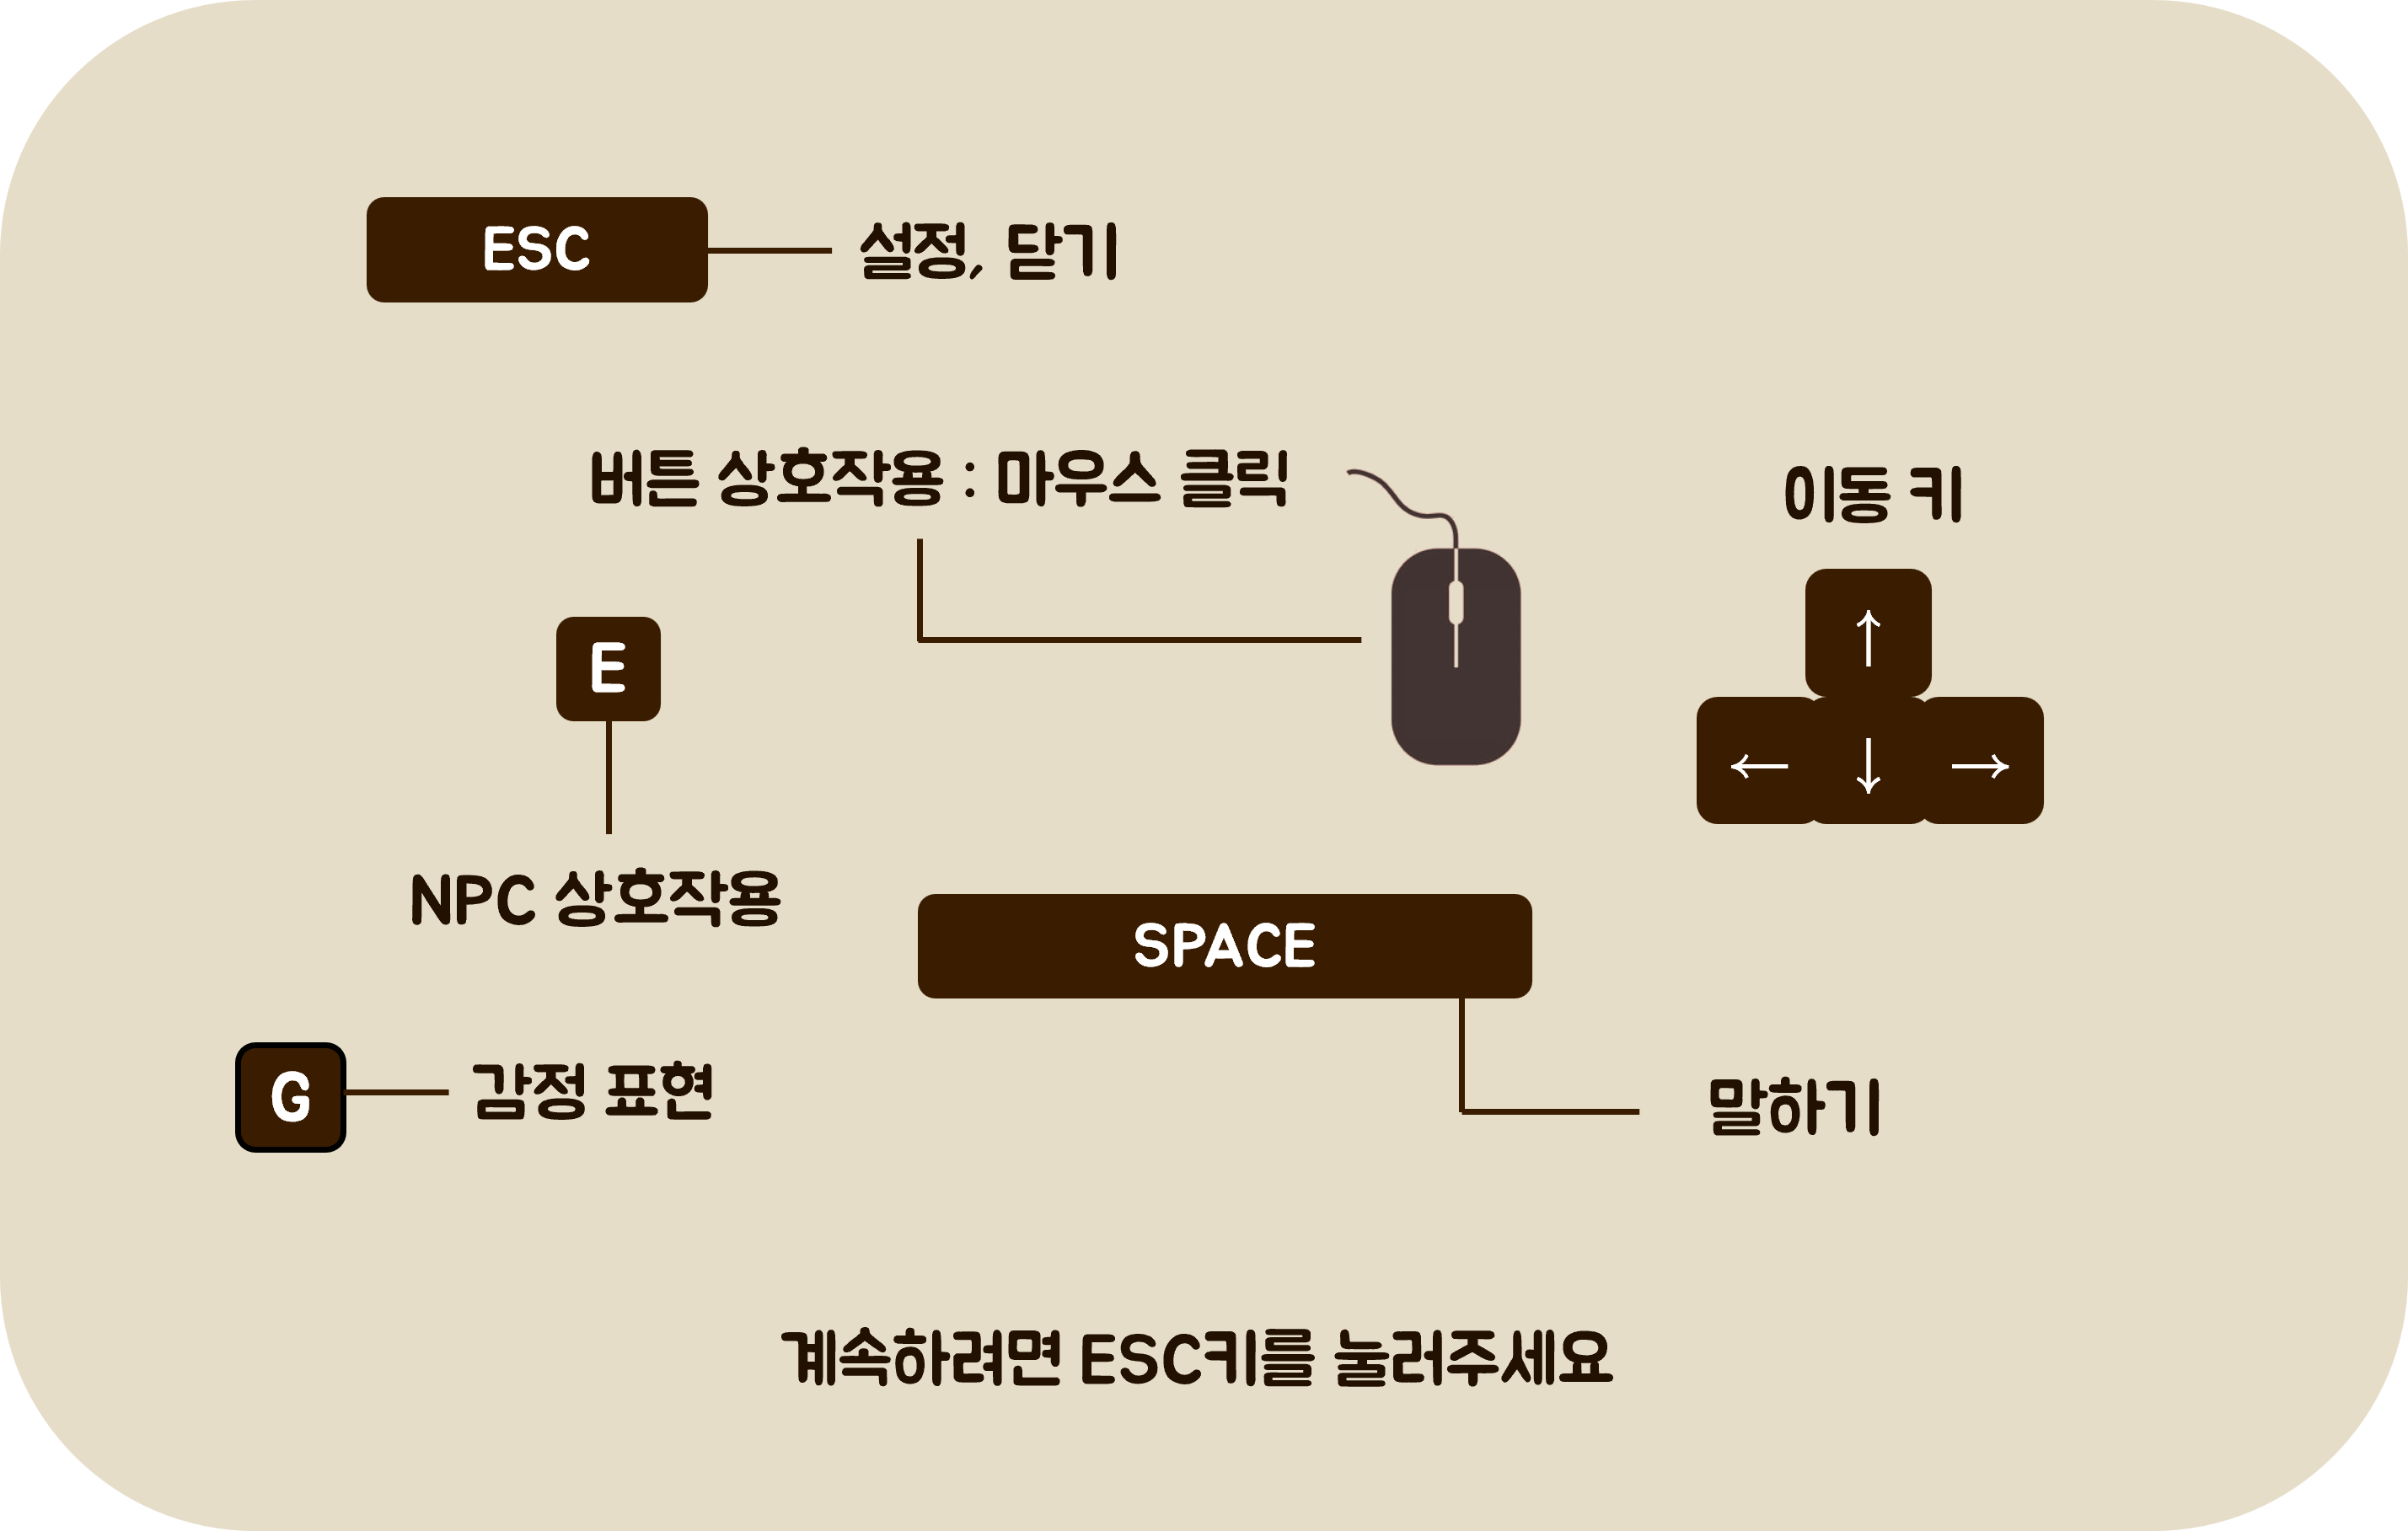 ESC
설정, 닫기
버튼 상호작용 : 마우스 클릭
이동 키
↑
← ↓ →
E
NPC 상호작용
SPACE
말하기
G
감정 표현
계속하려면 ESC키를 눌러주세요